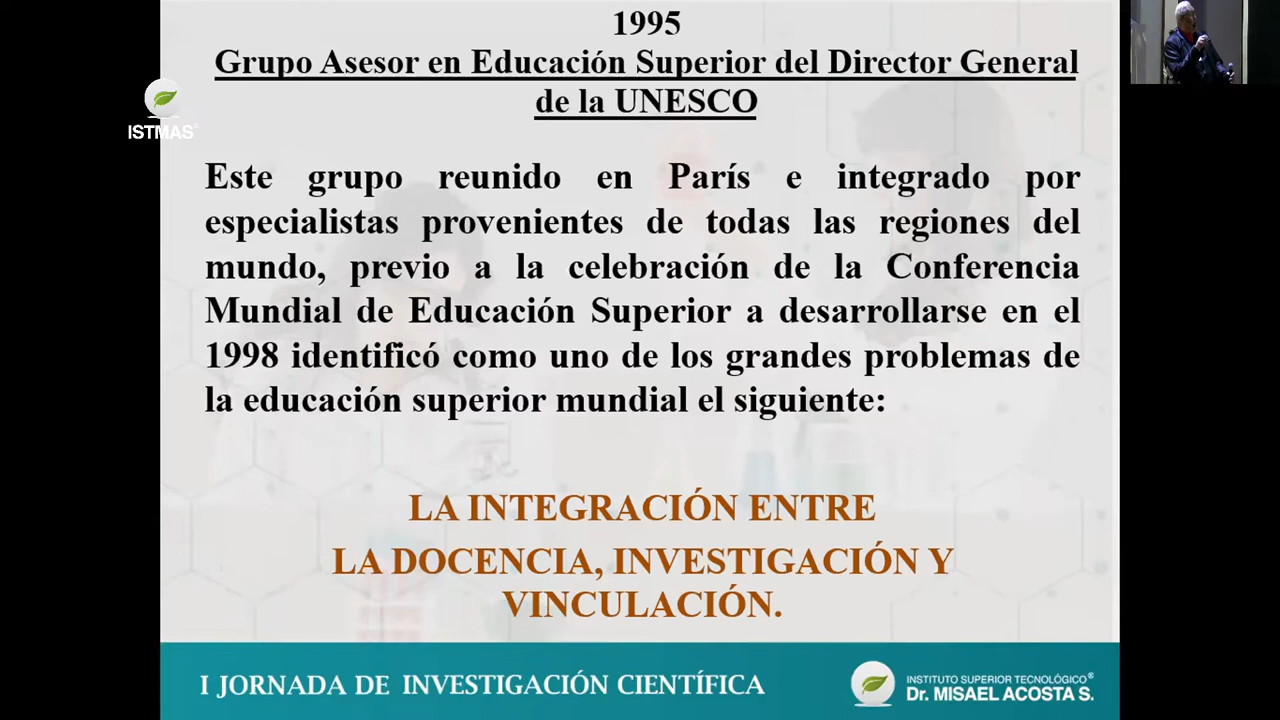 1995
Grupo Asesor en Educación Superior del Director General
de la UNESCO
ISTMAS®
Este grupo reunido en París e integrado por
especialistas provenientes de todas las regiones del
mundo, previo a la celebración de la Conferencia
Mundial de Educación Superior a desarrollarse en el
1998 identificó como uno de los grandes problemas de
la educación superior mundial el siguiente:
LA INTEGRACIÓN ENTRE
LA DOCENCIA, INVESTIGACIÓN Y
VINCULACIÓN.
I JORNADA DE INVESTIGACIÓN CIENTÍFICA
INSTITUTO SUPERIOR TECNOLÓGICO®
Dr. MISAEL ACOSTA S.